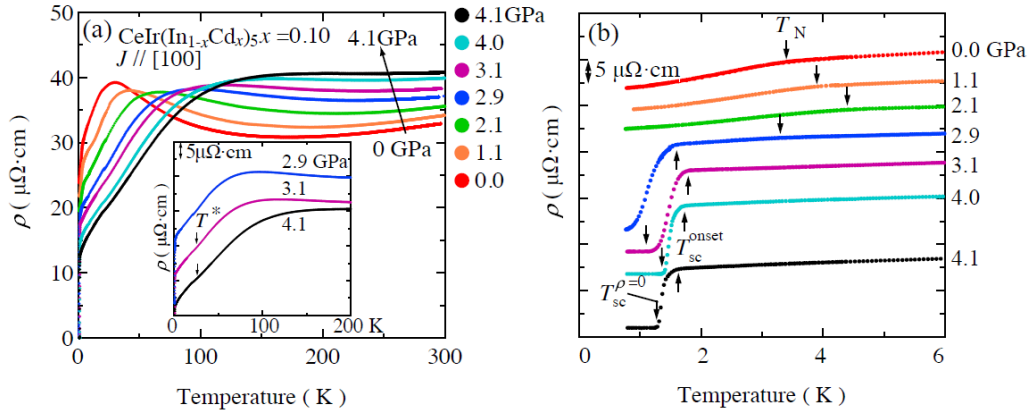 (a) CeIr(In1-xCdx)5 x =0.10
J // [100]
4.1GPa
0 GPa
ρ ( μΩ·cm)
50
40
30
20
10
0
0 100 200 300
Temperature ( K )
5μΩ·cm
2.9 GPa
3.1
4.1
T*
ρ ( μΩ·cm)
0 100 200 K
4.1GPa
4.0
3.1
2.9
2.1
1.1
0.0
(b)
TN
5 μΩ·cm
0.0 GPa
1.1
2.1
2.9
3.1
4.0
4.1
Tsc onset
Tsc ρ=0
ρ ( μΩ·cm)
0 2 4 6
Temperature ( K )